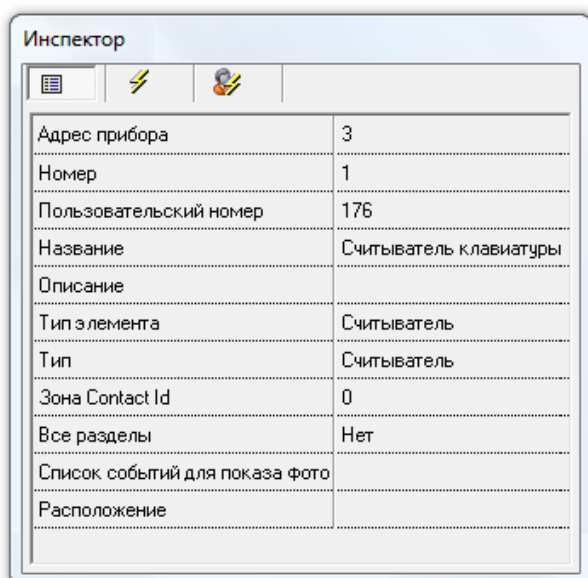 Инспектор
Адрес прибора 3
Номер 1
Пользовательский номер 176
Название Считыватель клавиатуры
Описание
Тип элемента Считыватель
Тип Считыватель
Зона Contact Id 0
Все разделы Нет
Список событий для показа фото
Расположение